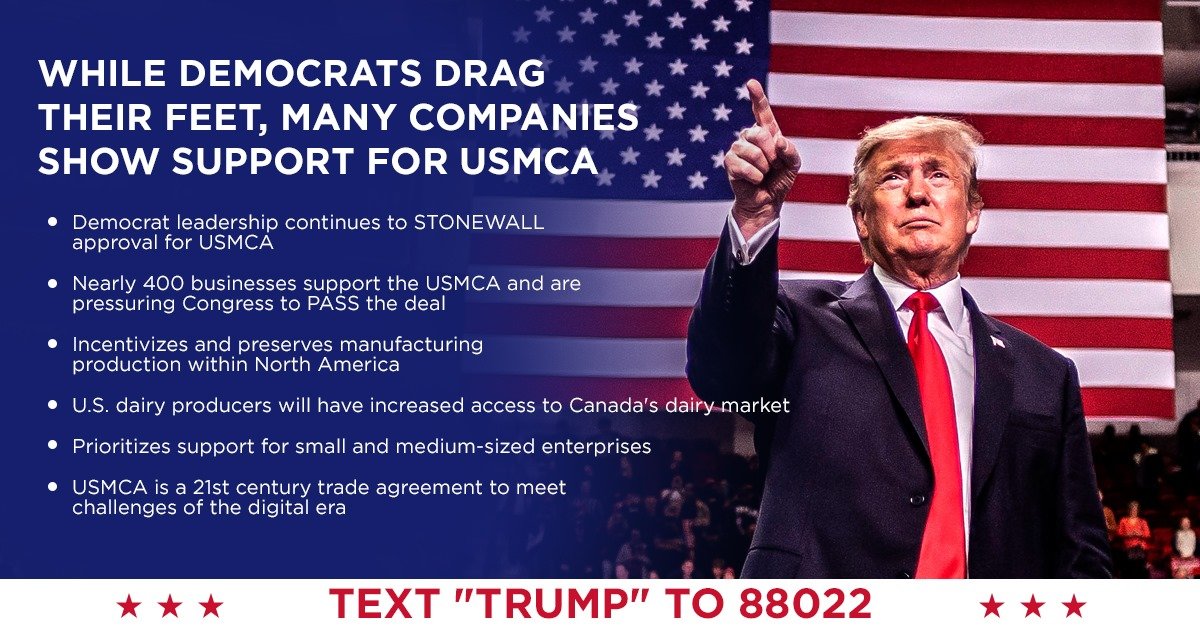 WHILE DEMOCRATS DRAG
THEIR FEET, MANY COMPANIES
SHOW SUPPORT FOR USMCA
• Democrat leadership continues to STONEWALL
approval for USMCA
• Nearly 400 businesses support the USMCA and are
pressuring Congress to PASS the deal
• Incentivizes and preserves manufacturing
production within North America
• U.S. dairy producers will have increased access to Canada's dairy market
• Prioritizes support for small and medium-sized enterprises
• USMCA is a 21st century trade agreement to meet
challenges of the digital era
TEXT "TRUMP" TO 88022